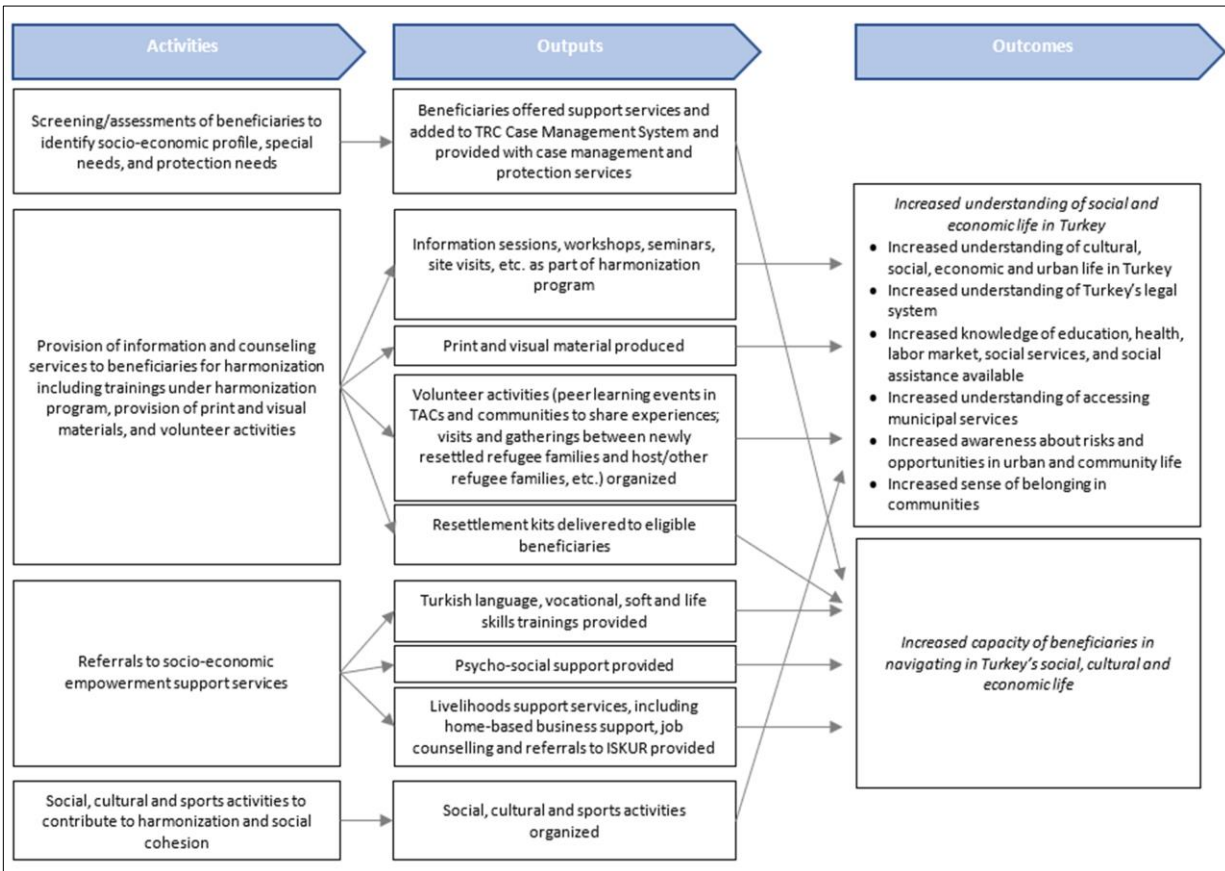 Activities
Outputs
Outcomes
Screening/assessments of beneficiaries to
identify socio-economic profile, special
needs, and protection needs
Beneficiaries offered support services and
added to TRC Case Management System and
provided with case management and
protection services
Provision of information and counseling
services to beneficiaries for harmonization
including trainings under harmonization
program, provision of print and visual
materials, and volunteer activities
Information sessions, workshops, seminars,
site visits, etc. as part of harmonization
program
Print and visual material produced
Volunteer activities (peer learning events in
TACs and communities to share experiences;
visits and gatherings between newly
resettled refugee families and host/other
refugee families, etc.) organized
Resettlement kits delivered to eligible
beneficiaries
Referrals to socio-economic
empowerment support services
Turkish language, vocational, soft and life
skills trainings provided
Psycho-social support provided
Livelihoods support services, including
home-based business support, job
counselling and referrals to ISKUR provided
Social, cultural and sports activities to
contribute to harmonization and social
cohesion
Social, cultural and sports activities
organized
Increased understanding of social and
economic life in Turkey
• Increased understanding of cultural,
social, economic and urban life in Turkey
• Increased understanding of Turkey's legal
system
• Increased knowledge of education, health,
labor market, social services, and social
assistance available
• Increased understanding of accessing
municipal services
• Increased awareness about risks and
opportunities in urban and community life
• Increased sense of belonging in
communities
Increased capacity of beneficiaries in
navigating in Turkey's social, cultural and
economic life